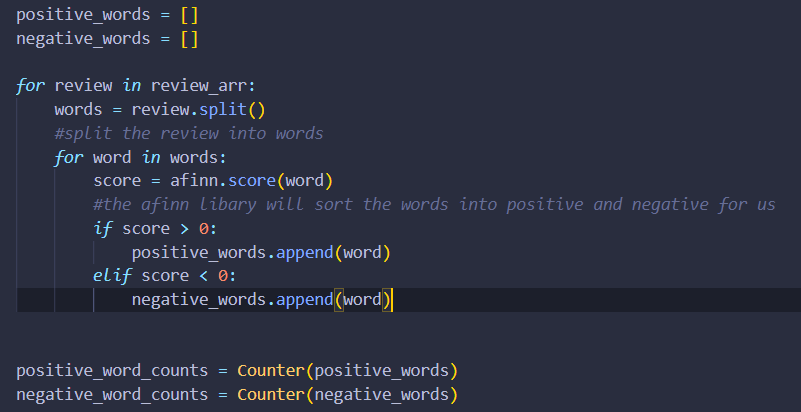 positive_words = []
negative_words = []
for review in review_arr:
    words = review.split()
    #split the review into words
    for word in words:
        score = afinn.score(word)
        #the afinn libary will sort the words into positive and negative for us
        if score > 0:
            positive_words.append(word)
        elif score < 0:
            negative_words.append(word)
positive_word_counts = Counter(positive_words)
negative_word_counts = Counter(negative_words)